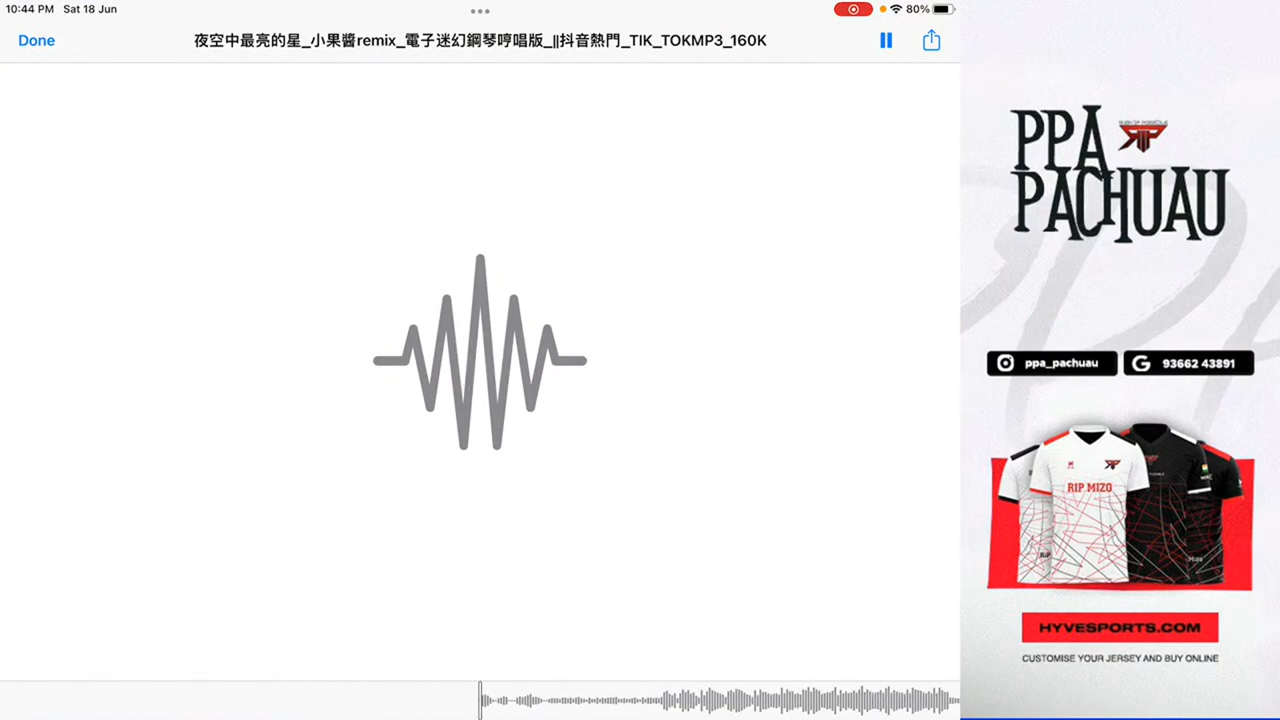 10:44 PM Sat 18 Jun
80%
Done
夜空中最亮的星_小果醬remix_電子迷幻鋼琴哼唱版_||抖音熱門_TIK_TOKMP3_160K
PPA
PACHUAU
ppa_pachuau
93662 43891
RIP MIZO
HYVESPORTS.COM
CUSTOMISE YOUR JERSEY AND BUY ONLINE